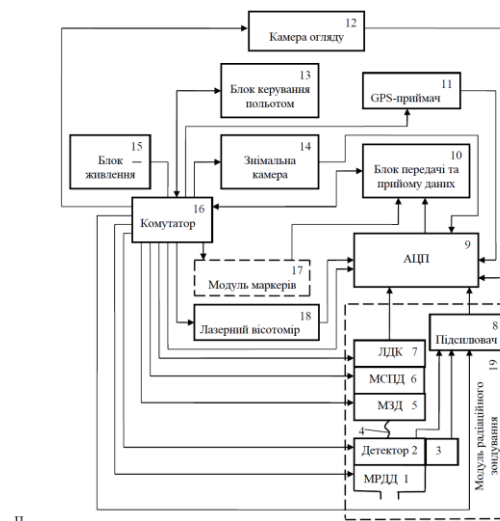 12
Камера огляду
13
Блок керування
польотом
11
GPS-приймач
15
Блок
живлення
14
Знімальна
камера
10
Блок передачі та
прийому даних
16
Комутатор
17
Модуль маркерів
9
АЦП
18
Лазерний вісотомір
8
Підсилювач
ЛДК 7
МСПД 6
МЗД 5
4
Детектор 2
3
МРДД 1
19
Модуль радіаційного
зондування
П